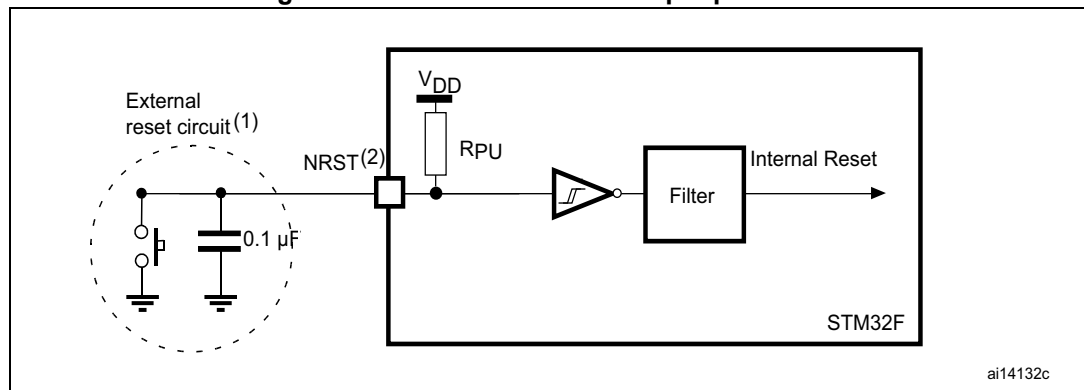 External
reset circuit(1)
NRST(2)
VDD
RPU
0.1 µF
Filter
Internal Reset
STM32F
ai14132c